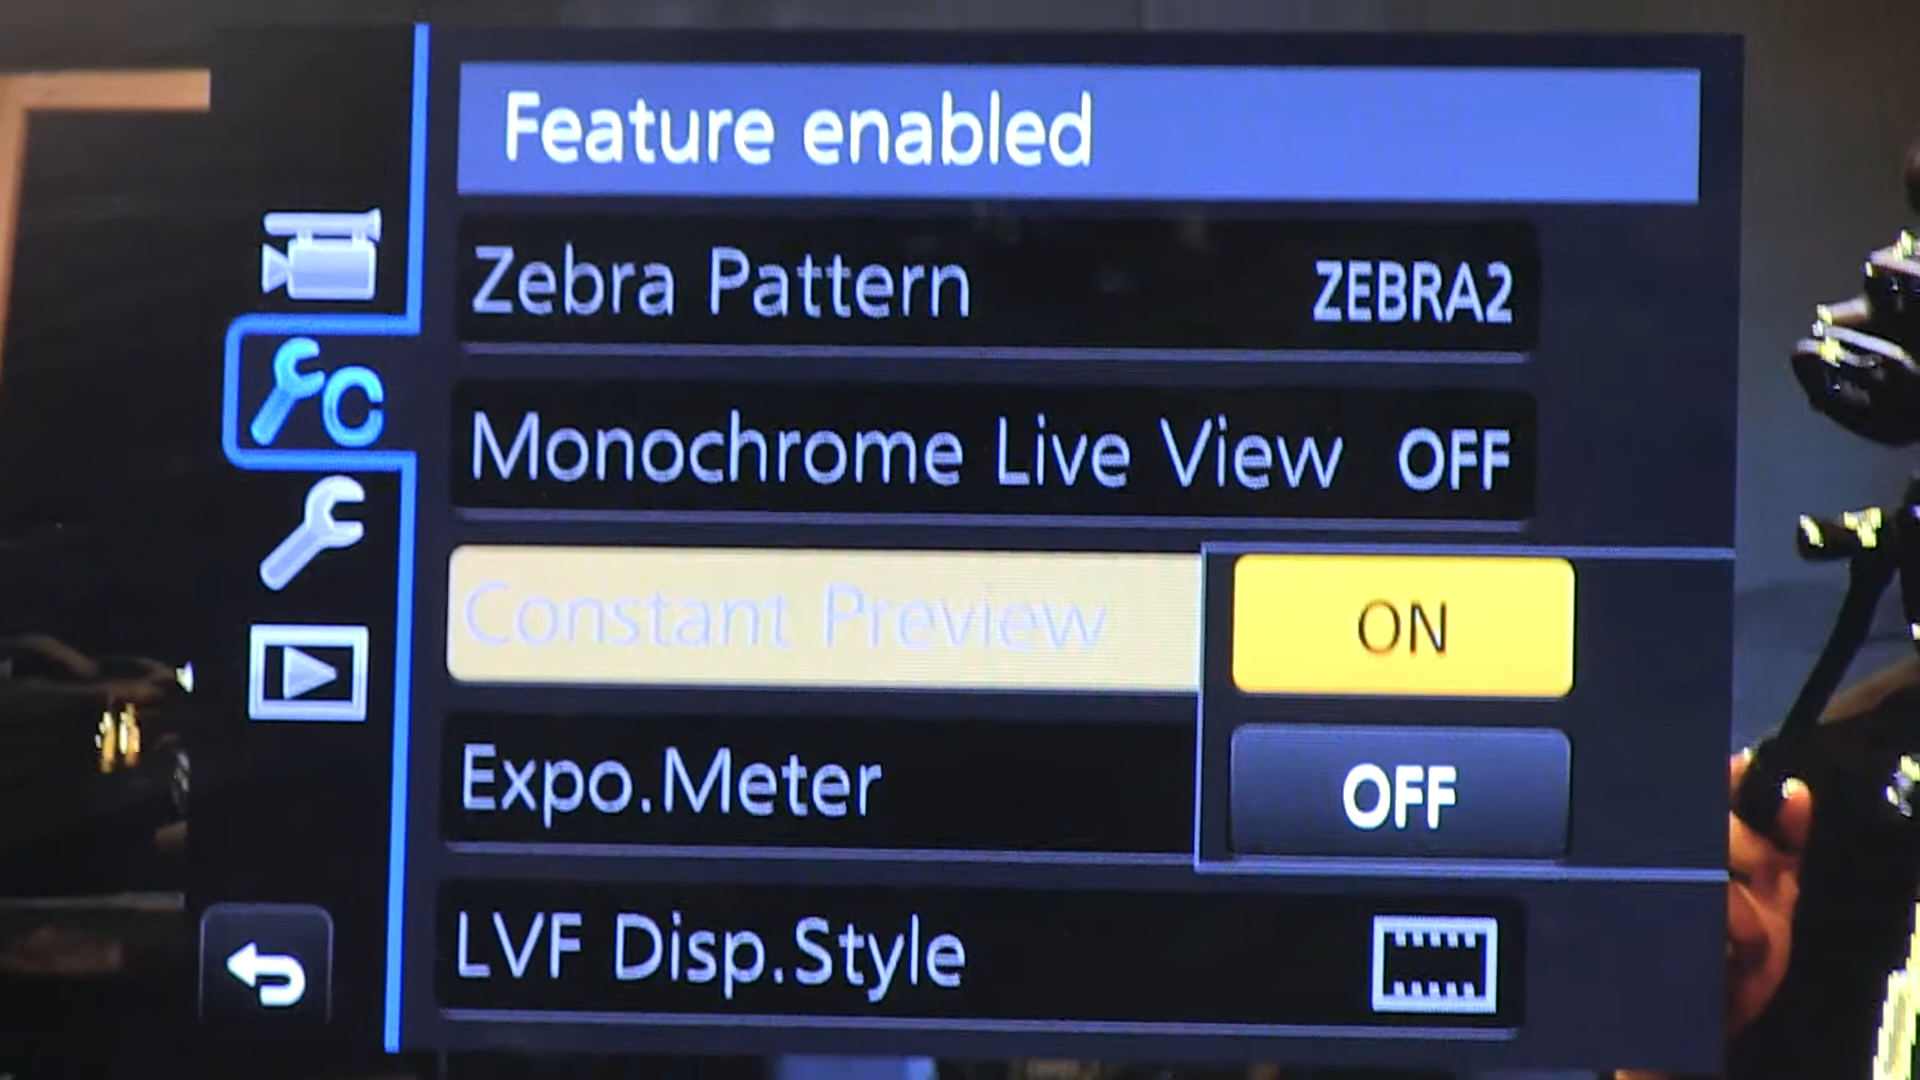 Feature enabled
Zebra Pattern ZEBRA2
Monochrome Live View OFF
Constant Preview ON
OFF
Expo.Meter
LVF Disp.Style
C